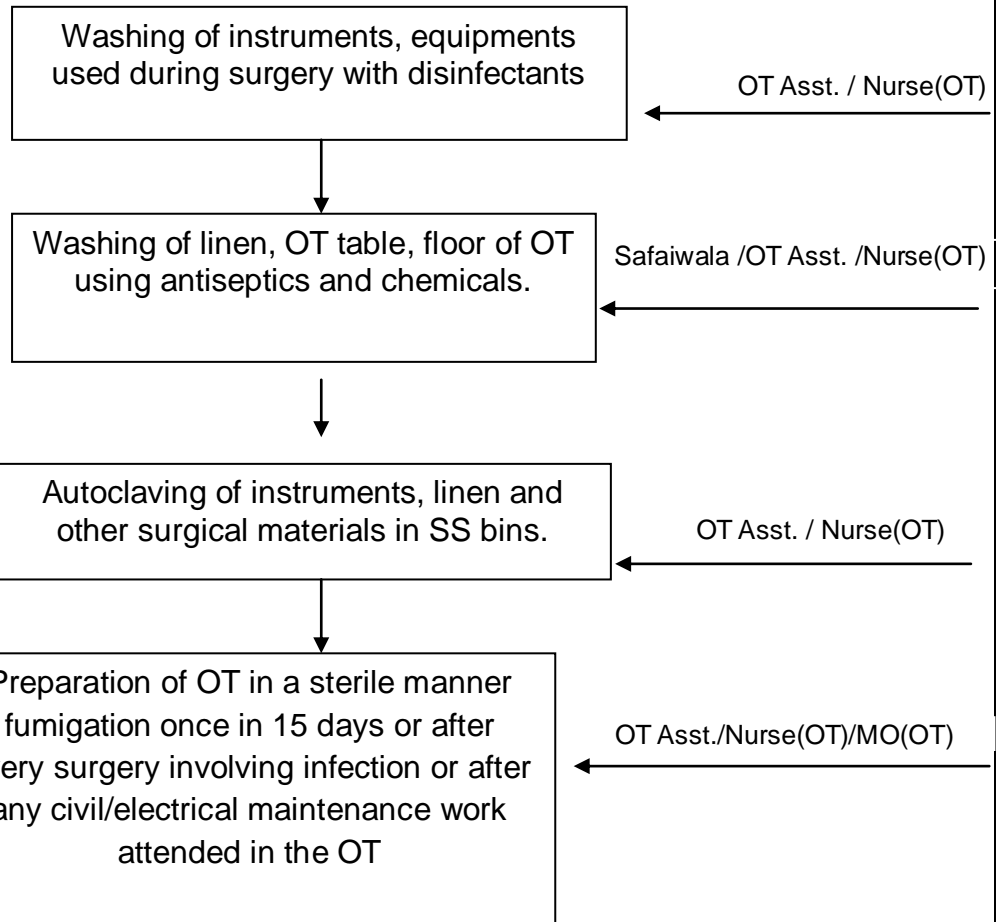 Washing of instruments, equipments
used during surgery with disinfectants
OT Asst. / Nurse(OT)
Washing of linen, OT table, floor of OT
using antiseptics and chemicals.
Safaiwala /OT Asst. /Nurse(OT)
Autoclaving of instruments, linen and
other surgical materials in SS bins.
OT Asst. / Nurse(OT)
Preparation of OT in a sterile manner
fumigation once in 15 days or after
ery surgery involving infection or after
any civil/electrical maintenance work
attended in the OT
OT Asst./Nurse(OT)/MO(OT)